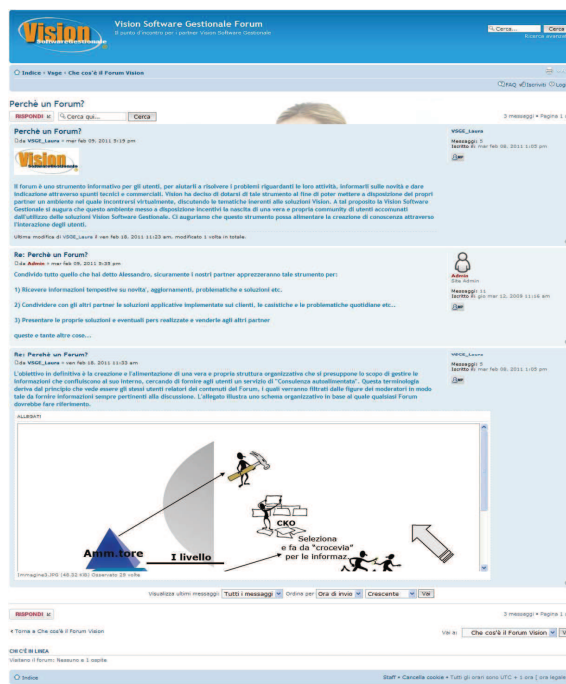 Vision
SoftwareGestionale
Vision Software Gestionale Forum
Il punto d'incontro per i partner Vision Software Gestionale
Cerca... Cerca
Ricerca avanzata
Indice ‹ Vsge ‹ Che cos'è il Forum Vision
FAQ Iscriviti Log
Perchè un Forum?
RISPONDI Cerca qui... Cerca
3 messaggi • Pagina 1
Perchè un Forum?
da VSGE_Laura » mar feb 09, 2011 3:19 pm
VSGE_Laura
Messaggi: 5
Iscritto il: mar feb 08, 2011 1:05 pm
Vision
Il forum è uno strumento informativo per gli utenti, per aiutarli a risolvere i problemi riguardanti le loro attività, informarli sulle novità e dare
indicazione attraverso spunti tecnici e commerciali. Vision ha deciso di dotarsi di tale strumento al fine di poter mettere a disposizione dei propri
partner un ambiente nel quale incontrarsi virtualmente, discutendo le tematiche inerenti alle soluzioni Vision. A tal proposito la Vision Software
Gestionale si augura che questo ambiente messo a disposizione incentivi la nascita di una vera e propria community di utenti accomunati
dall'utilizzo delle soluzioni Vision Software Gestionale. Ci auguriamo che questo strumento possa alimentare la creazione di conoscenza attraverso
l'interazione degli utenti.
Ultima modifica di VSGE_Laura il ven feb 18, 2011 11:23 am, modificato 1 volta in totale.
Re: Perchè un Forum?
da Admin » mar feb 09, 2011 5:28 pm
Admin
Site Admin
Messaggi: 11
Iscritto il: gio mar 12, 2009 11:16 am
Condivido tutto quello che hai detto Alessandro, sicuramente i nostri partner apprezzeranno tale strumento per:
1) Ricevere informazioni tempestive su novita', aggiornamenti, problematiche e soluzioni etc.
2) Condividere con gli altri partner le soluzioni applicative implementate sui clienti, le casistiche e le problematiche quotidiane etc...
3) Presentare le proprie soluzioni e eventuali pers realizzate e venderle agli altri partner
queste e tante altre cose...
Re: Perchè un Forum?
da VSGE_Laura » ven feb 18, 2011 11:33 am
VSGE_Laura
Messaggi: 5
Iscritto il: mar feb 08, 2011 1:05 pm
L'obiettivo in definitiva è la creazione e l'alimentazione di una vera e propria struttura organizzativa che si presuppone lo scopo di gestire le
informazioni che confluiscono al suo interno, cercando di fornire agli utenti un servizio di "Consulenza autoalimentata". Questa terminologia
deriva dal principio che vede essere gli stessi utenti relatori dei contenuti del Forum, i quali verranno filtrati dalle figure dei moderatori in modo
tale da fornire informazioni sempre pertinenti alla discussione. L'allegato illustra uno schema organizzativo in base al quale qualsiasi Forum
dovrebbe fare riferimento.
ALLEGATI
CKO
Seleziona
e fa da "crocevia"
per le informaz.
Amm.tore
I livello
Immagine3.JPG (48.32 KiB) Osservato 29 volte
Visualizza ultimi messaggi: Tutti i messaggi Ordina per Ora di invio Crescente Vai
RISPONDI
3 messaggi • Pagina 1
Torna a Che cos'è il Forum Vision
Vai a: Che cos'è il Forum Vision
CHI C'È IN LINEA
Visitano il forum: Nessuno e 1 ospite
Indice
Staff • Cancella cookie • Tutti gli orari sono UTC + 1 ora [ ora legale